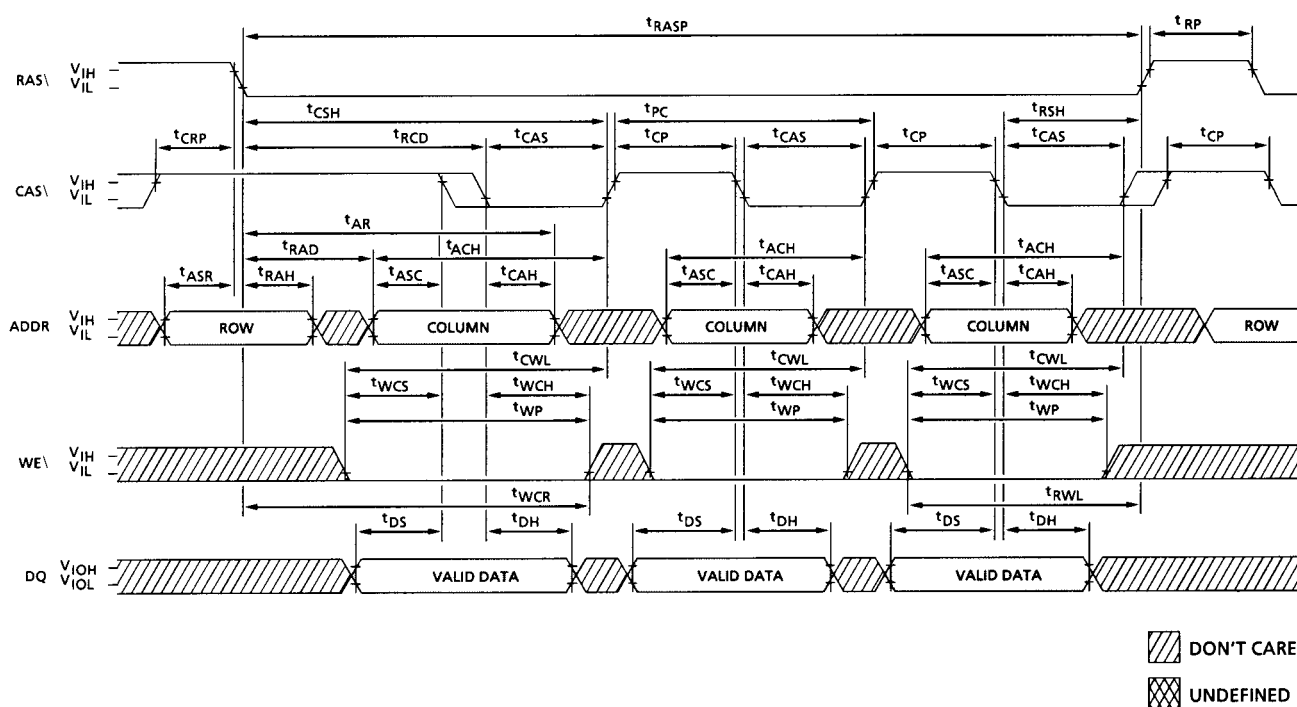 tRASP tRP
RAS\ VIH
VIL
tCSH tPC tRSH
tCRP tRCD tCAS tCP tCAS tCP tCAS tCP
CAS\ VIH
VIL
tAR
tRAD tACH tACH tACH
tASR tRAH tASC tCAH tASC tCAH tASC tCAH
ADDR VIH
VIL
ROW COLUMN COLUMN COLUMN ROW
tCWL tCWL tCWL
tWCS tWCH tWCS tWCH tWCS tWCH
tWP tWP tWP
WE\ VIH
VIL
tWCR tRWL
tDS tDH tDS tDH tDS tDH
DQ VIOH
VIOL
VALID DATA VALID DATA VALID DATA
DON'T CARE
UNDEFINED